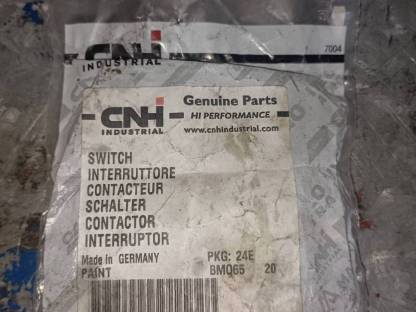 CNH
INDUSTRIAL
7004
CNH
INDUSTRIAL
Genuine Parts
HI PERFORMANCE
www.cnhindustrial.com
SWITCH
INTERRUTTORE
CONTACTEUR
SCHALTER
CONTACTOR
INTERRUPTOR
Made in GERMANY PKG: 24E
PAINT BM065 20